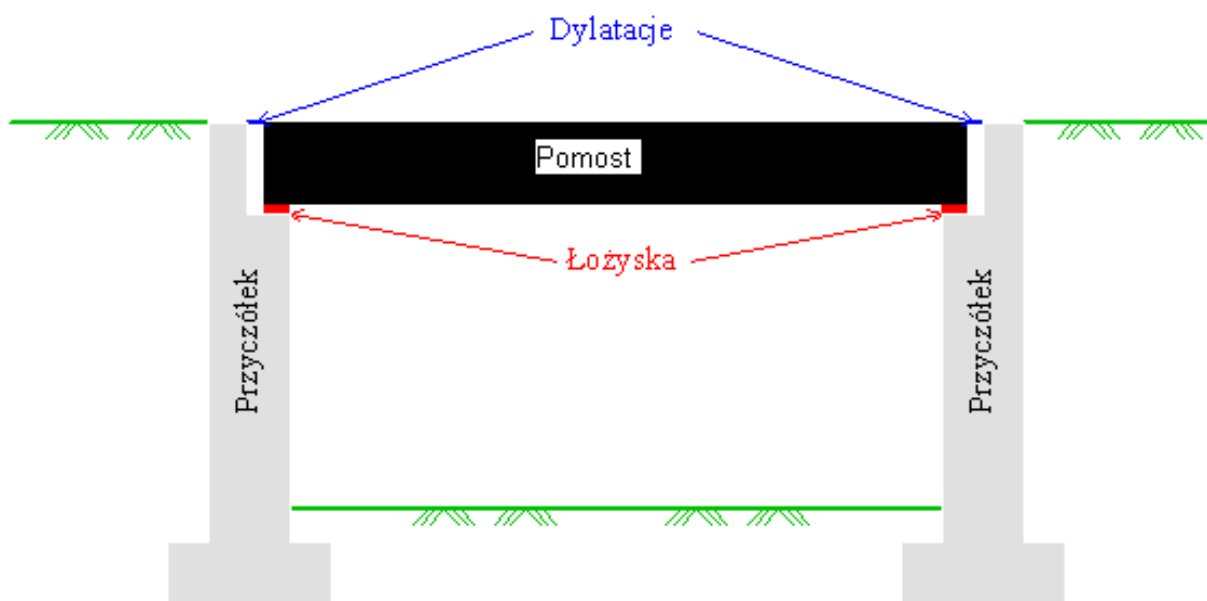 Dylatacje
Pomost
Łożyska
Przyczółek
Przyczółek